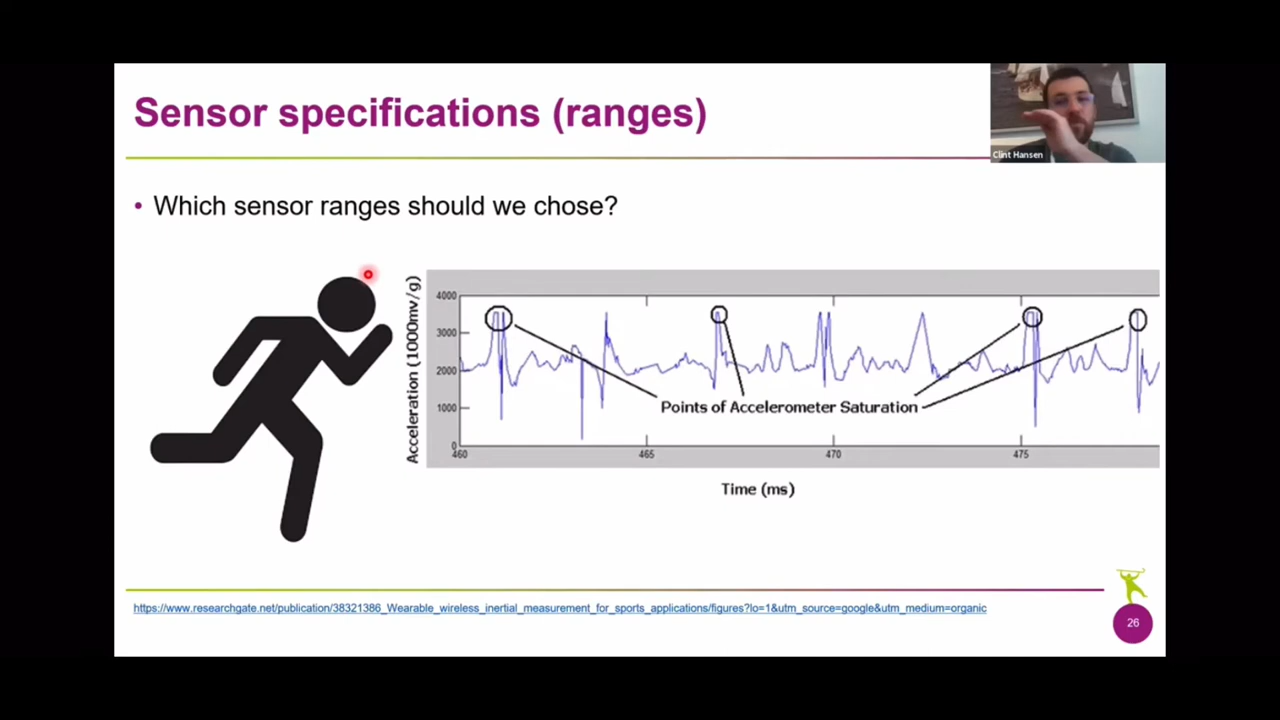 Sensor specifications (ranges)
Clint Hansen
• Which sensor ranges should we chose?
Acceleration (1000mv/g)
4000
3000
2000
1000
0
Points of Accelerometer Saturation
460
465
470
475
Time (ms)
https://www.researchgate.net/publication/38321386_Wearable_wireless_inertial_measurement_for_sports_applications/figures?lo=1&utm_source=google&utm_medium=organic
26